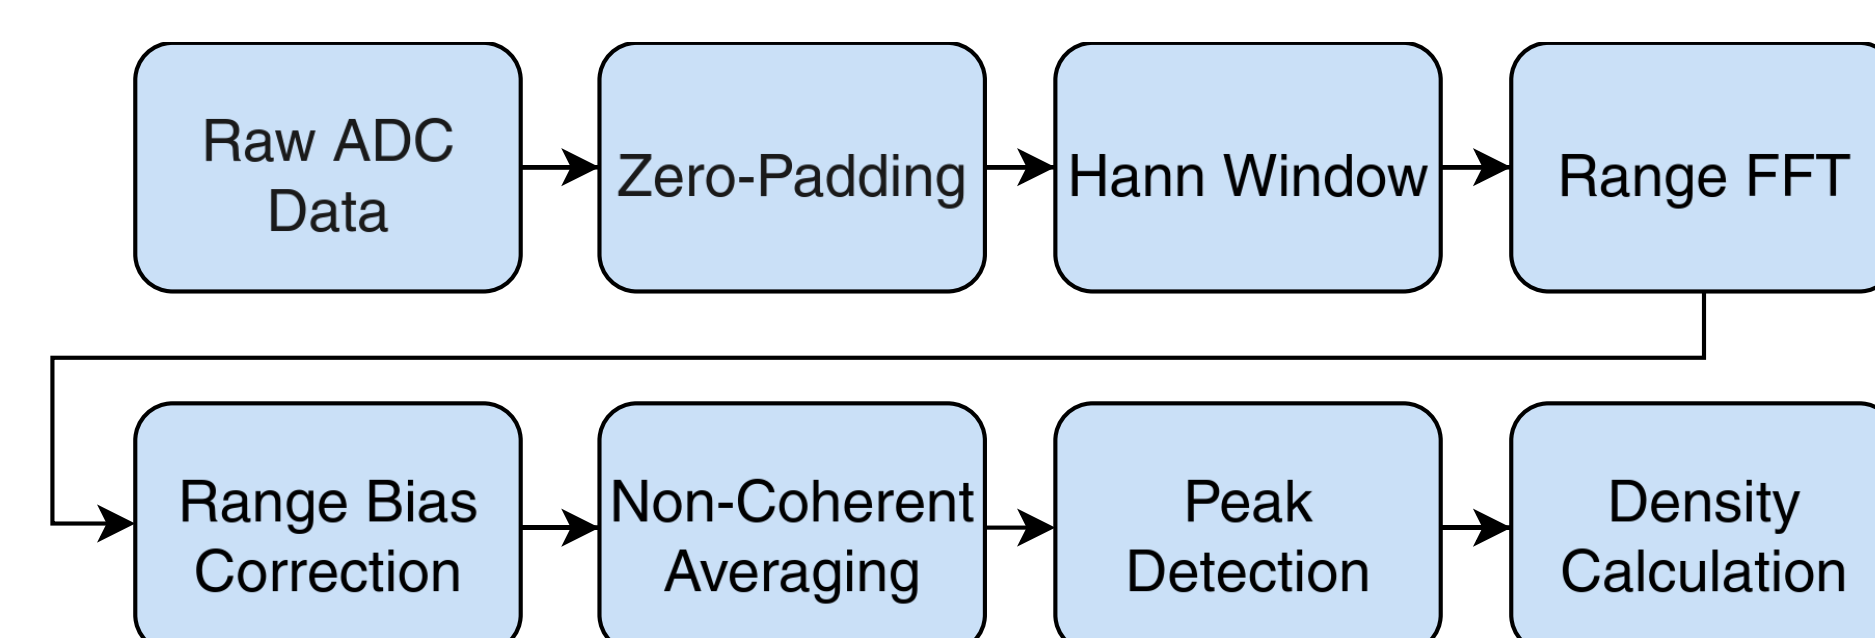 Raw ADC
Data
Zero-Padding
Hann Window
Range FFT
Range Bias
Correction
Non-Coherent
Averaging
Peak
Detection
Density
Calculation